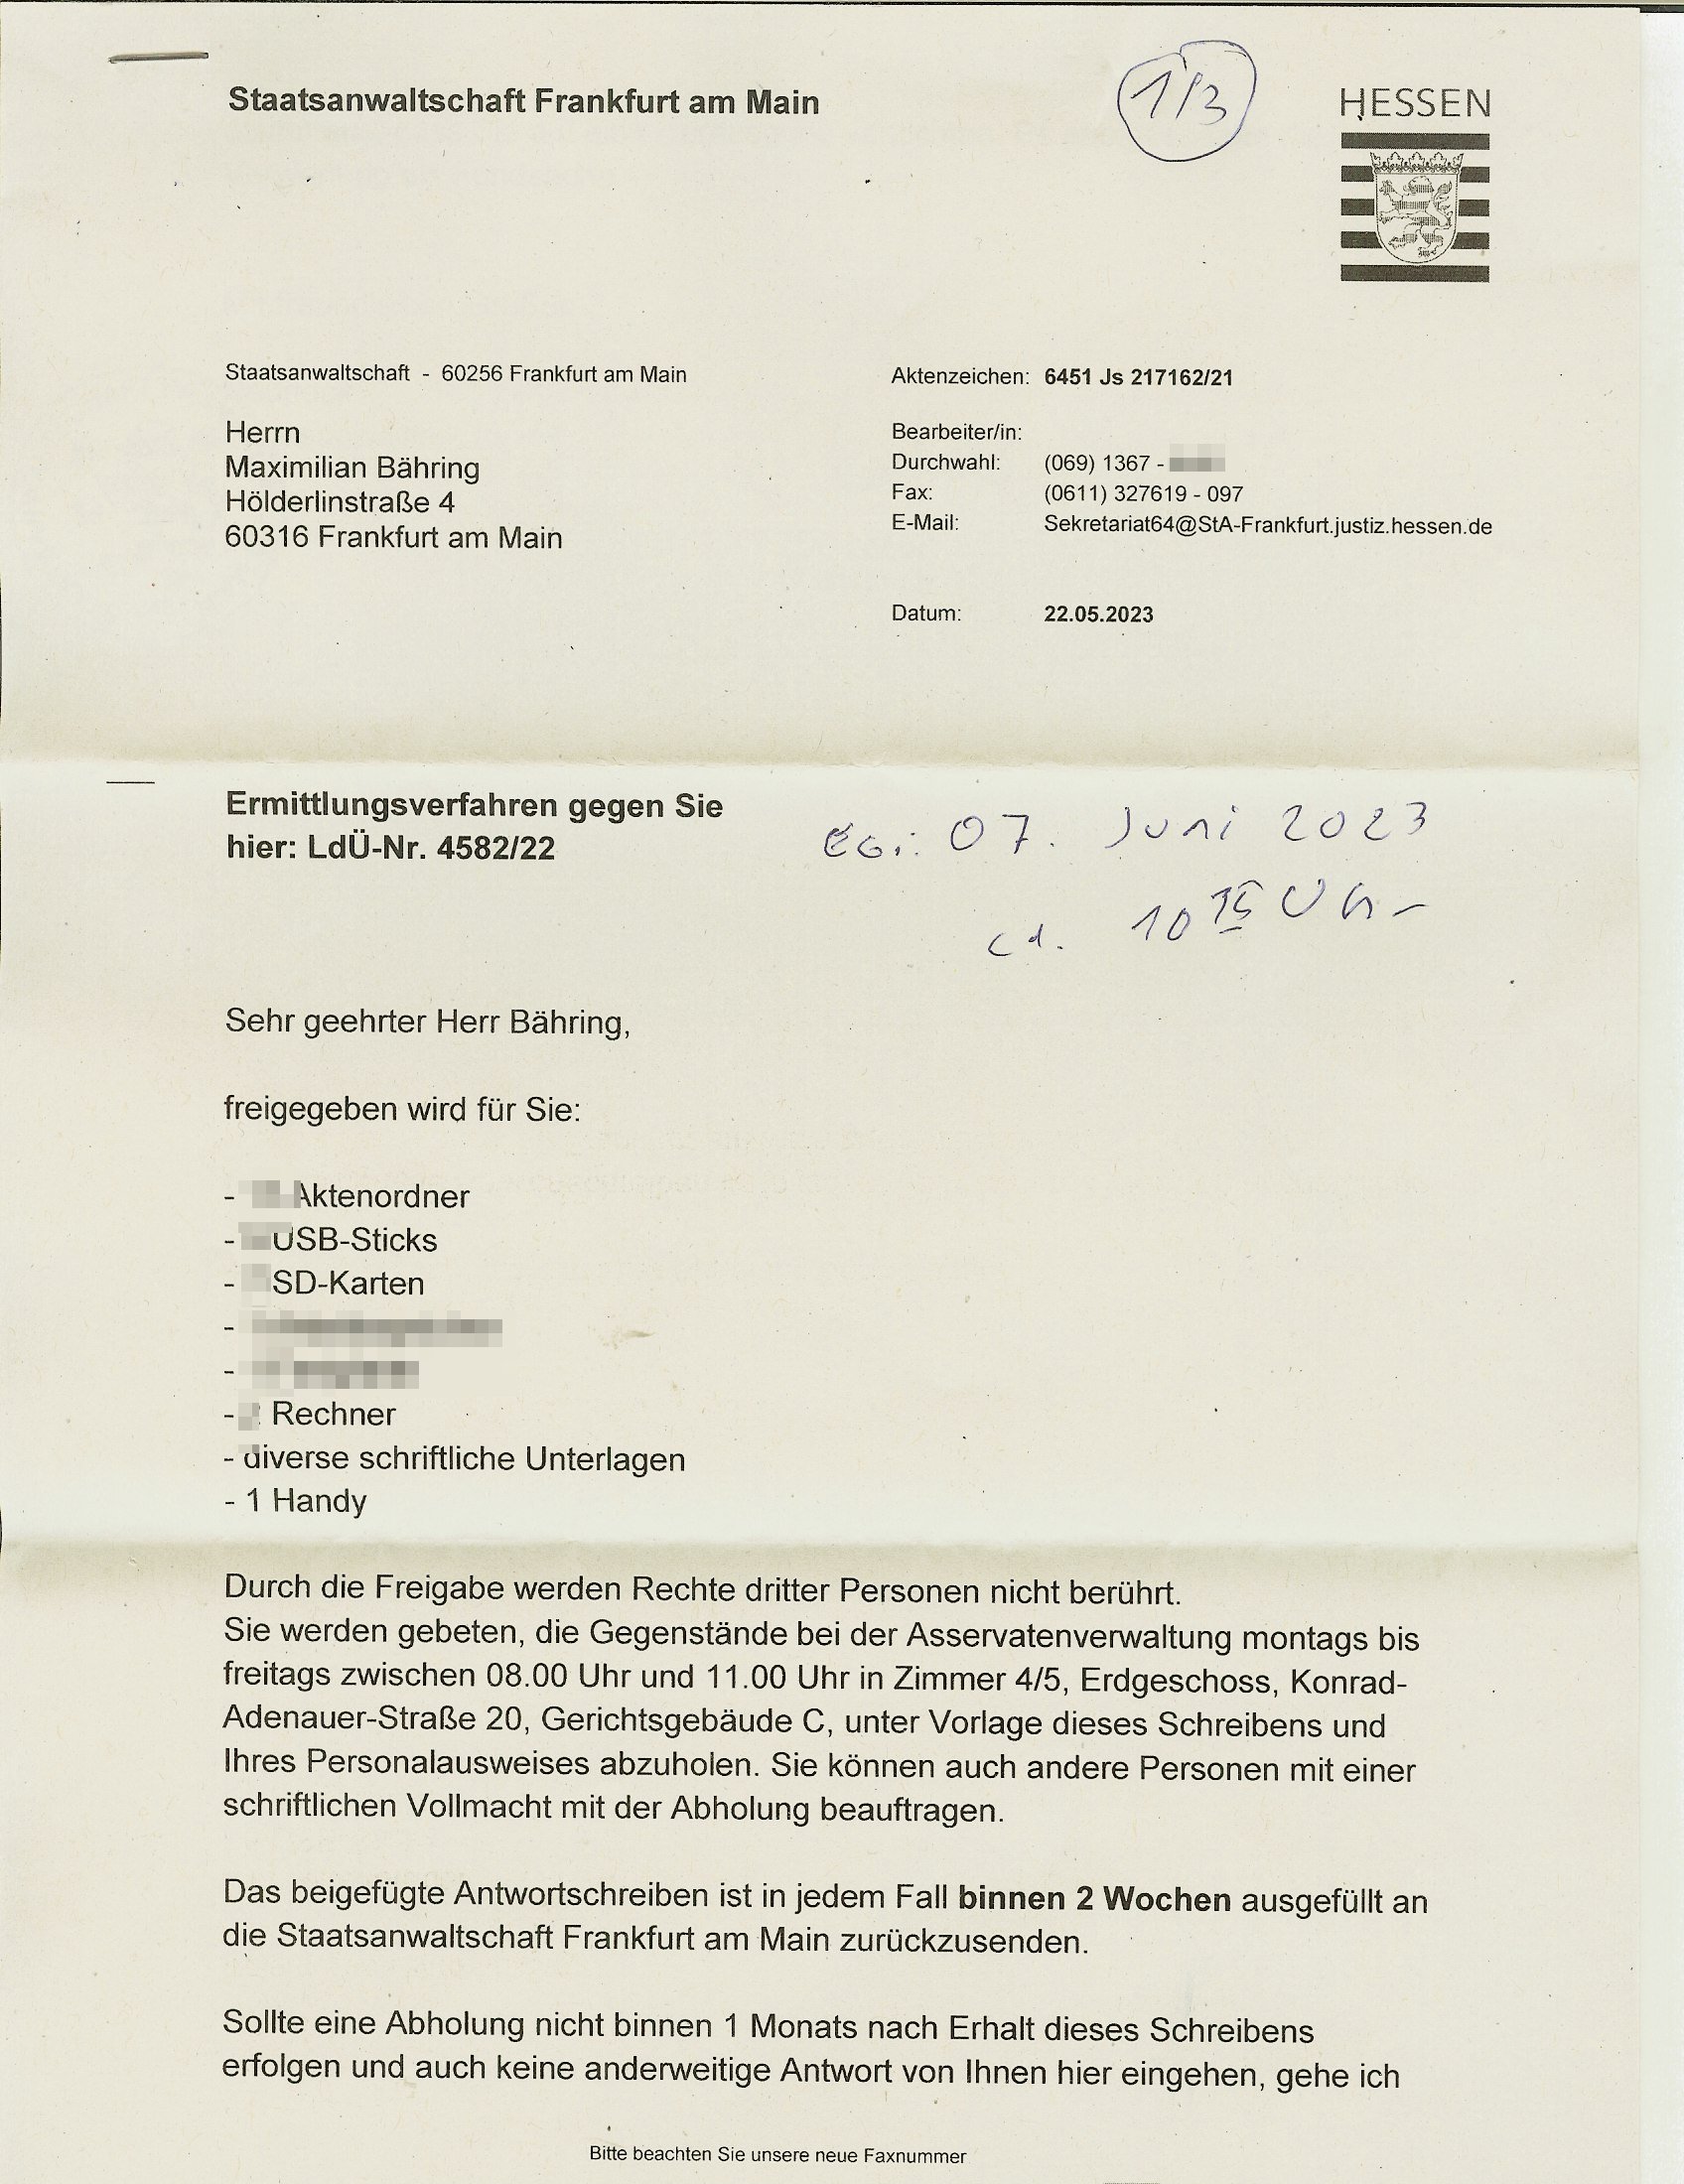 Staatsanwaltschaft Frankfurt am Main
1/3
HESSEN
Staatsanwaltschaft - 60256 Frankfurt am Main
Herrn
Maximilian Bähring
Hölderlinstraße 4
60316 Frankfurt am Main
Aktenzeichen: 6451 Js 217162/21
Bearbeiter/in:
Durchwahl: (069) 1367 -
Fax: (0611) 327619 - 097
E-Mail: Sekretariat64@StA-Frankfurt.justiz.hessen.de
Datum: 22.05.2023
Ermittlungsverfahren gegen Sie
hier: LdÜ-Nr. 4582/22
07. Juni 2023
ca. 10 15 Uhr
Sehr geehrter Herr Bähring,
freigegeben wird für Sie:
- Aktenordner
- USB-Sticks
- SD-Karten
-
-
- Rechner
- diverse schriftliche Unterlagen
- 1 Handy
Durch die Freigabe werden Rechte dritter Personen nicht berührt.
Sie werden gebeten, die Gegenstände bei der Asservatenverwaltung montags bis
freitags zwischen 08.00 Uhr und 11.00 Uhr in Zimmer 4/5, Erdgeschoss, Konrad-
Adenauer-Straße 20, Gerichtsgebäude C, unter Vorlage dieses Schreibens und
Ihres Personalausweises abzuholen. Sie können auch andere Personen mit einer
schriftlichen Vollmacht mit der Abholung beauftragen.
Das beigefügte Antwortschreiben ist in jedem Fall binnen 2 Wochen ausgefüllt an
die Staatsanwaltschaft Frankfurt am Main zurückzusenden.
Sollte eine Abholung nicht binnen 1 Monats nach Erhalt dieses Schreibens
erfolgen und auch keine anderweitige Antwort von Ihnen hier eingehen, gehe ich
Bitte beachten Sie unsere neue Faxnummer